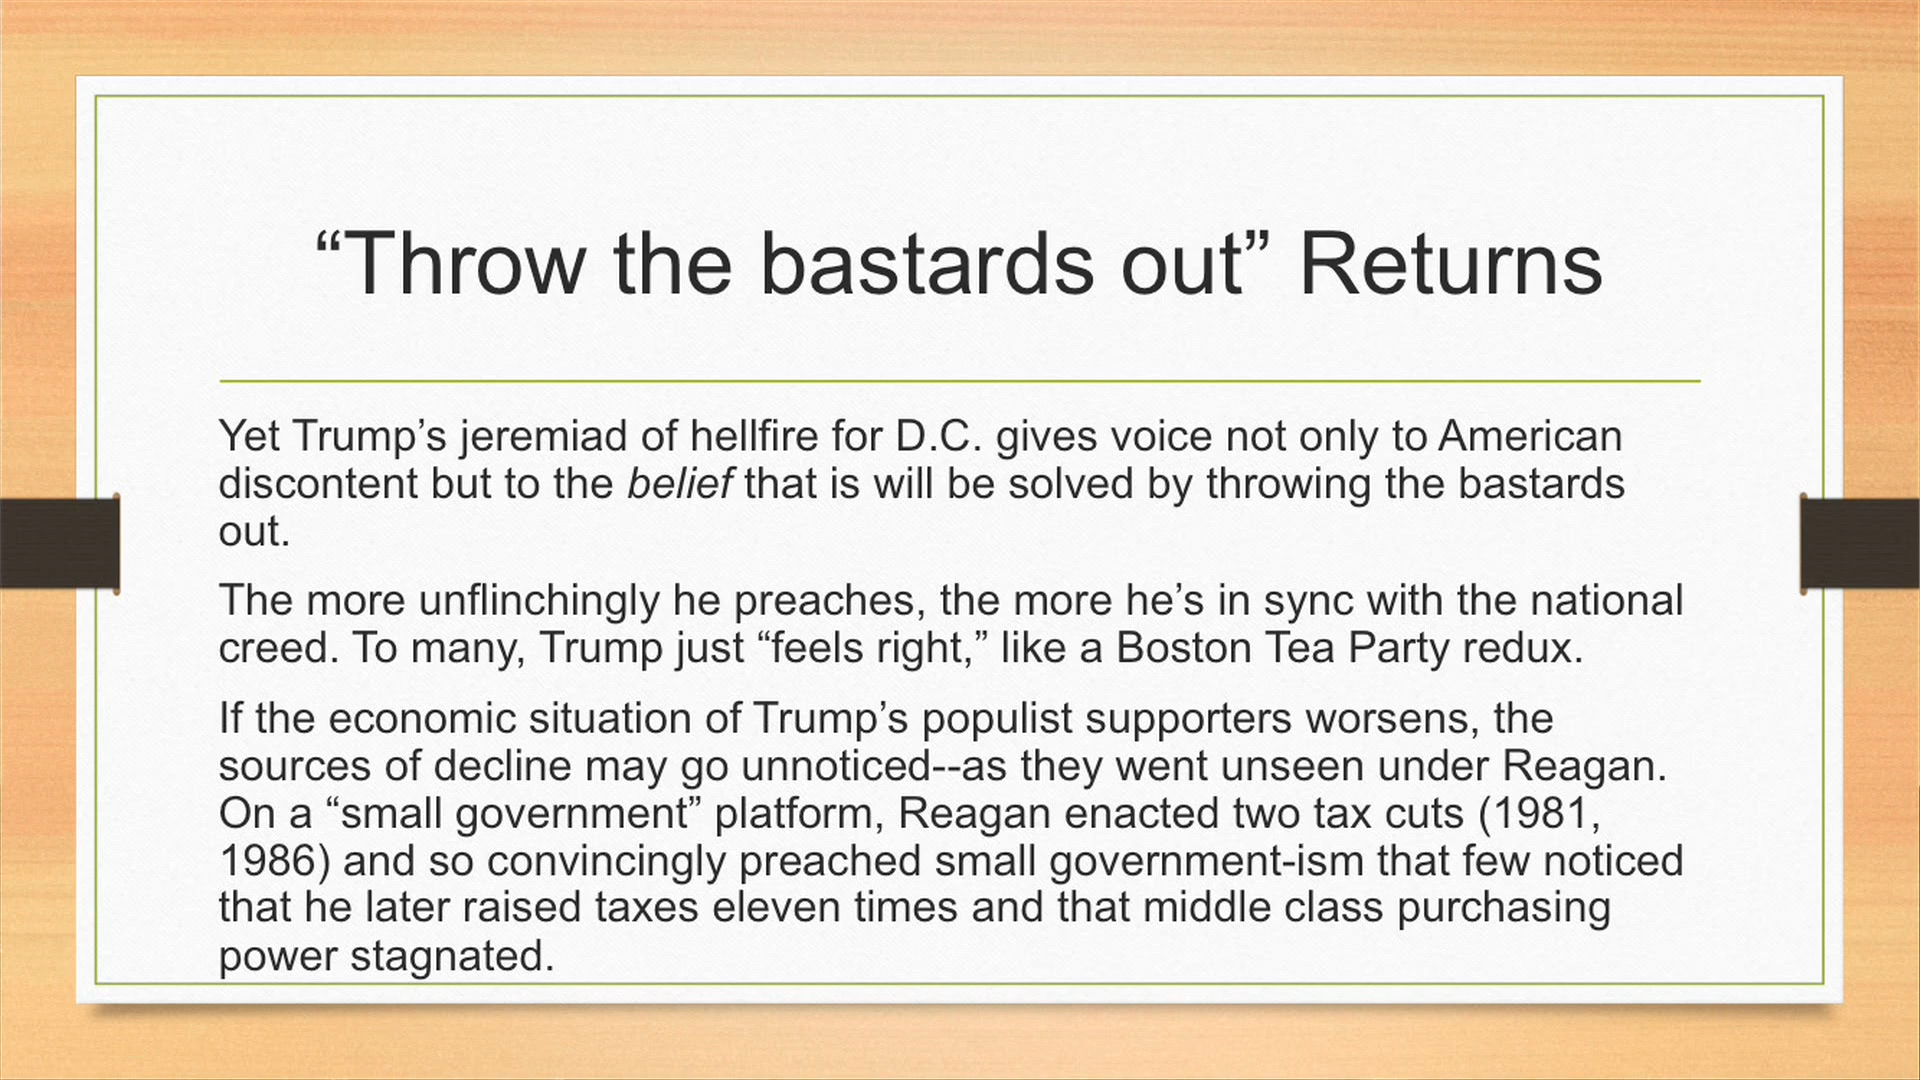 “Throw the bastards out” Returns
Yet Trump’s jeremiad of hellfire for D.C. gives voice not only to American
discontent but to the belief that is will be solved by throwing the bastards
out.
The more unflinchingly he preaches, the more he’s in sync with the national
creed. To many, Trump just “feels right,” like a Boston Tea Party redux.
If the economic situation of Trump’s populist supporters worsens, the
sources of decline may go unnoticed--as they went unseen under Reagan.
On a “small government” platform, Reagan enacted two tax cuts (1981,
1986) and so convincingly preached small government-ism that few noticed
that he later raised taxes eleven times and that middle class purchasing
power stagnated.